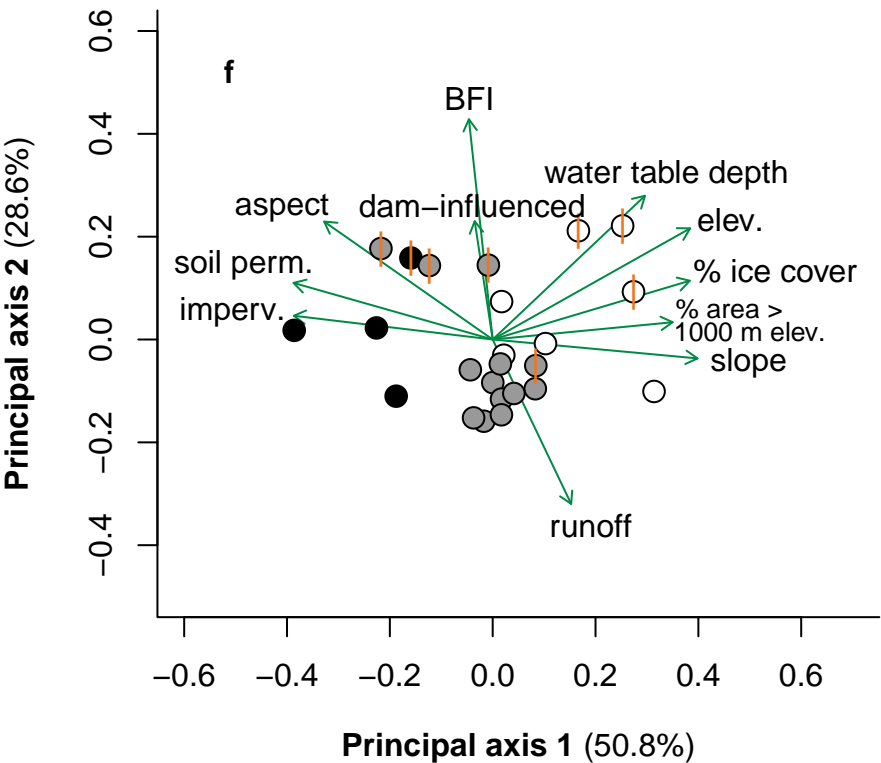 f
BFI
water table depth
aspect
dam−influenced
elev.
soil perm.
% ice cover
imperv.
% area >
1000 m elev.
slope
runoff
0.6
0.4
0.2
0.0
−0.2
−0.4
Principal axis 2 (28.6%)
−0.6 −0.4 −0.2 0.0 0.2 0.4 0.6
Principal axis 1 (50.8%)